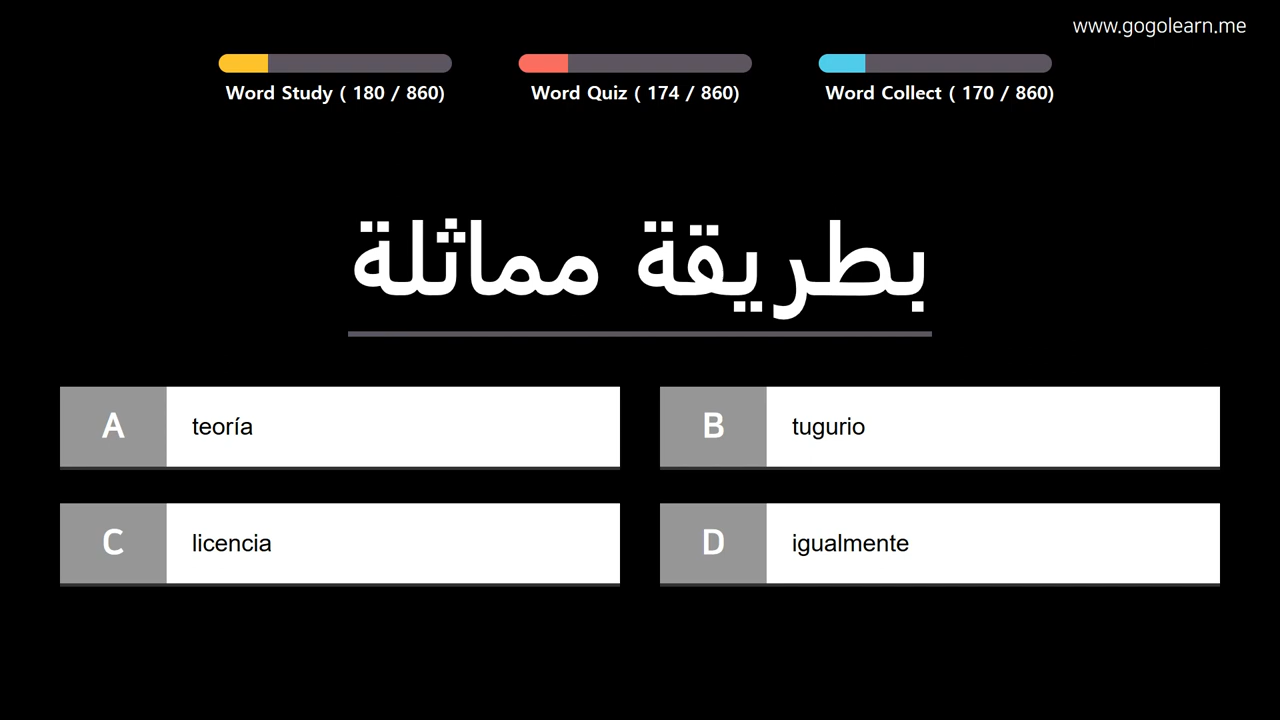 www.gogolearn.me
Word Study ( 180 / 860)
Word Quiz ( 174 / 860)
Word Collect ( 170 / 860)
بطريقة مماثلة
A
teoría
B
tugurio
C
licencia
D
igualmente